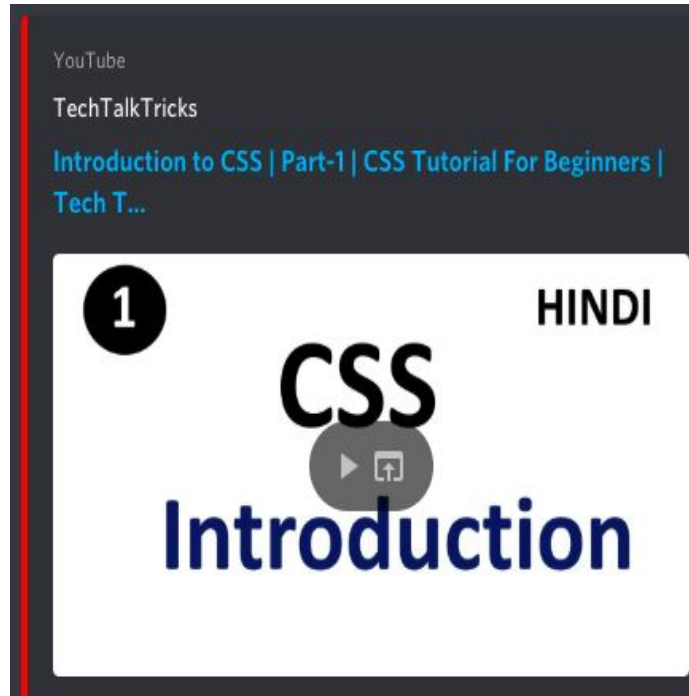 YouTube
TechTalkTricks
Introduction to CSS | Part-1 | CSS Tutorial For Beginners |
Tech T...
1
HINDI
CSS
Introduction